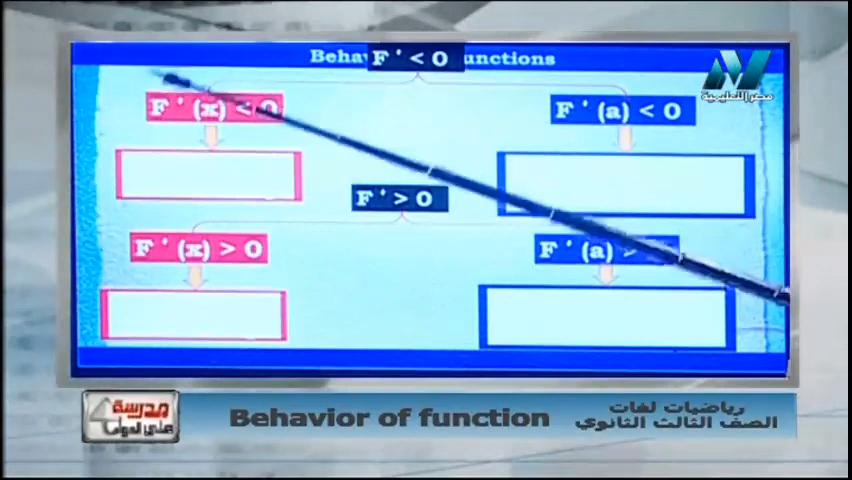 Behav
F ' < 0
unctions
مصر التعليمية
F ' (x) < 0
F ' (a) < 0
F ' > 0
F ' (x) > 0
F ' (a) >
مدرسة
على الهواء
Behavior of function
رياضيات لغات
الصف الثالث الثانوي